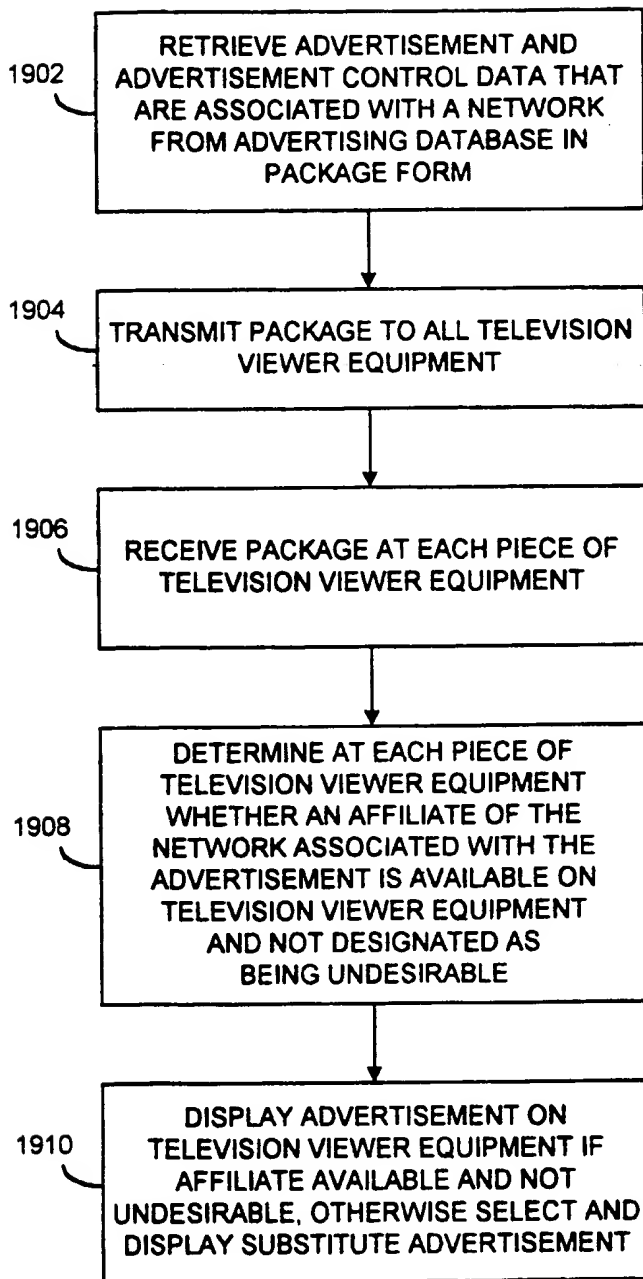 1902
RETRIEVE ADVERTISEMENT AND
ADVERTISEMENT CONTROL DATA THAT
ARE ASSOCIATED WITH A NETWORK
FROM ADVERTISING DATABASE IN
PACKAGE FORM
1904
TRANSMIT PACKAGE TO ALL TELEVISION
VIEWER EQUIPMENT
1906
RECEIVE PACKAGE AT EACH PIECE OF
TELEVISION VIEWER EQUIPMENT
1908
DETERMINE AT EACH PIECE OF
TELEVISION VIEWER EQUIPMENT
WHETHER AN AFFILIATE OF THE
NETWORK ASSOCIATED WITH THE
ADVERTISEMENT IS AVAILABLE ON
TELEVISION VIEWER EQUIPMENT
AND NOT DESIGNATED AS
BEING UNDESIRABLE
1910
DISPLAY ADVERTISEMENT ON
TELEVISION VIEWER EQUIPMENT IF
AFFILIATE AVAILABLE AND NOT
UNDESIRABLE, OTHERWISE SELECT AND
DISPLAY SUBSTITUTE ADVERTISEMENT